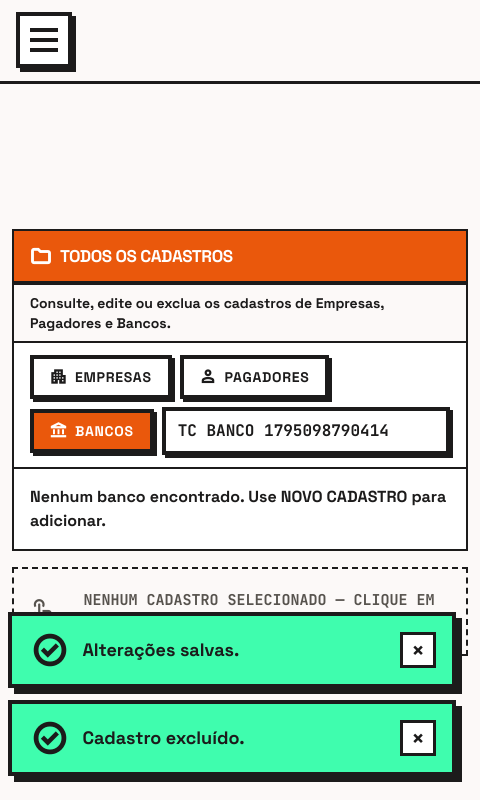 TODOS OS CADASTROS
Consulte, edite ou exclua os cadastros de Empresas,
Pagadores e Bancos.
EMPRESAS
PAGADORES
BANCOS
TC BANCO 1795098790414
Nenhum banco encontrado. Use NOVO CADASTRO para
adicionar.
NENHUM CADASTRO SELECIONADO — CLIQUE EM
Alterações salvas.
×
Cadastro excluído.
×